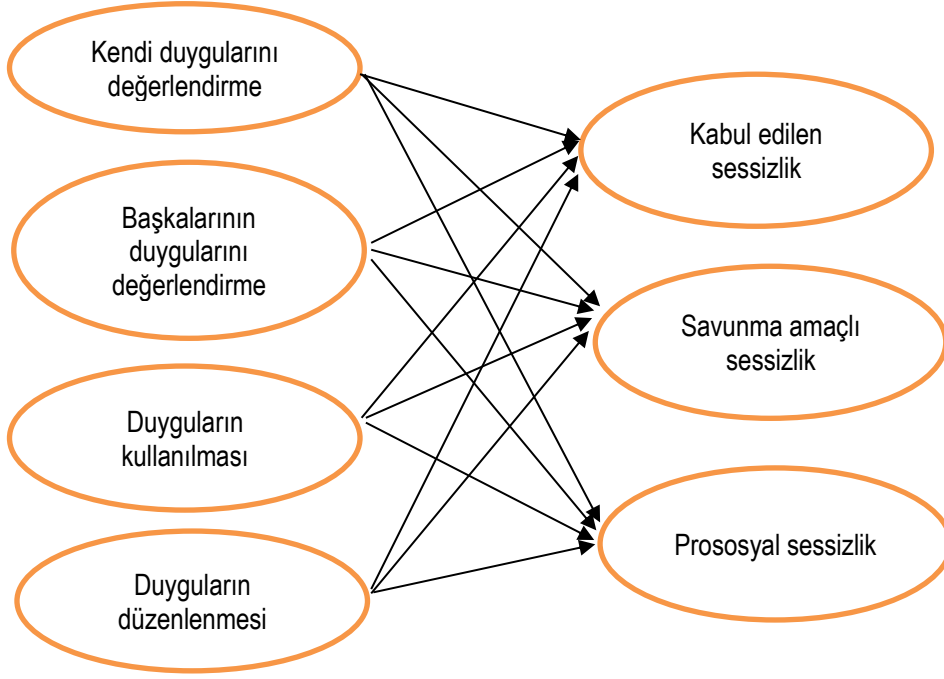 Kendi duygularını
değerlendirme
Başkalarının
duygularını
değerlendirme
Duyguların
kullanılması
Duyguların
düzenlenmesi
Kabul edilen
sessizlik
Savunma amaçlı
sessizlik
Prososyal sessizlik